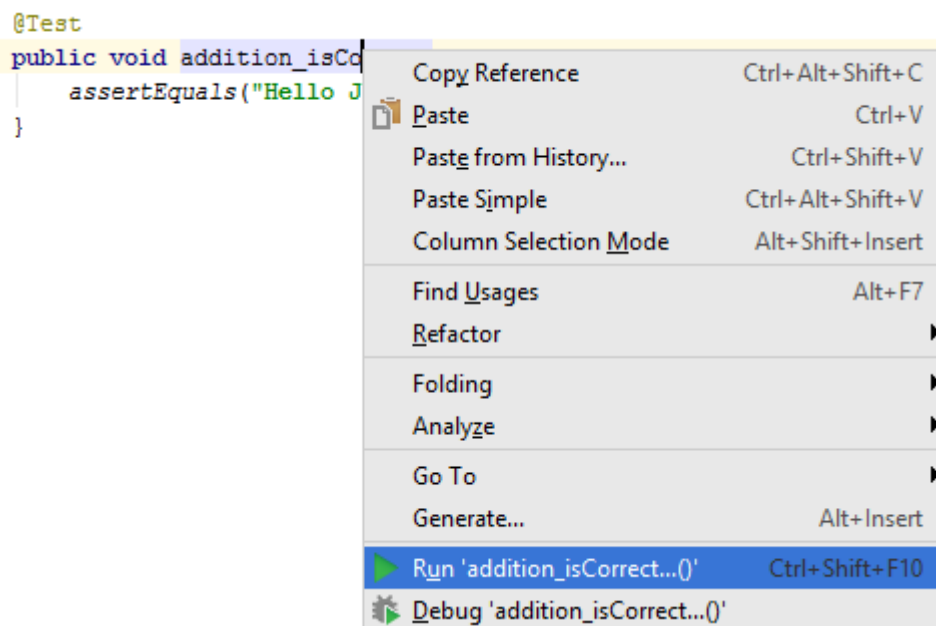 @Test
public void addition_isCo
assertEquals("Hello J
}
Copy Reference Ctrl+Alt+Shift+C
Paste Ctrl+V
Paste from History... Ctrl+Shift+V
Paste Simple Ctrl+Alt+Shift+V
Column Selection Mode Alt+Shift+Insert
Find Usages Alt+F7
Refactor
Folding
Analyze
Go To
Generate... Alt+Insert
Run 'addition_isCorrect...()' Ctrl+Shift+F10
Debug 'addition_isCorrect...()'